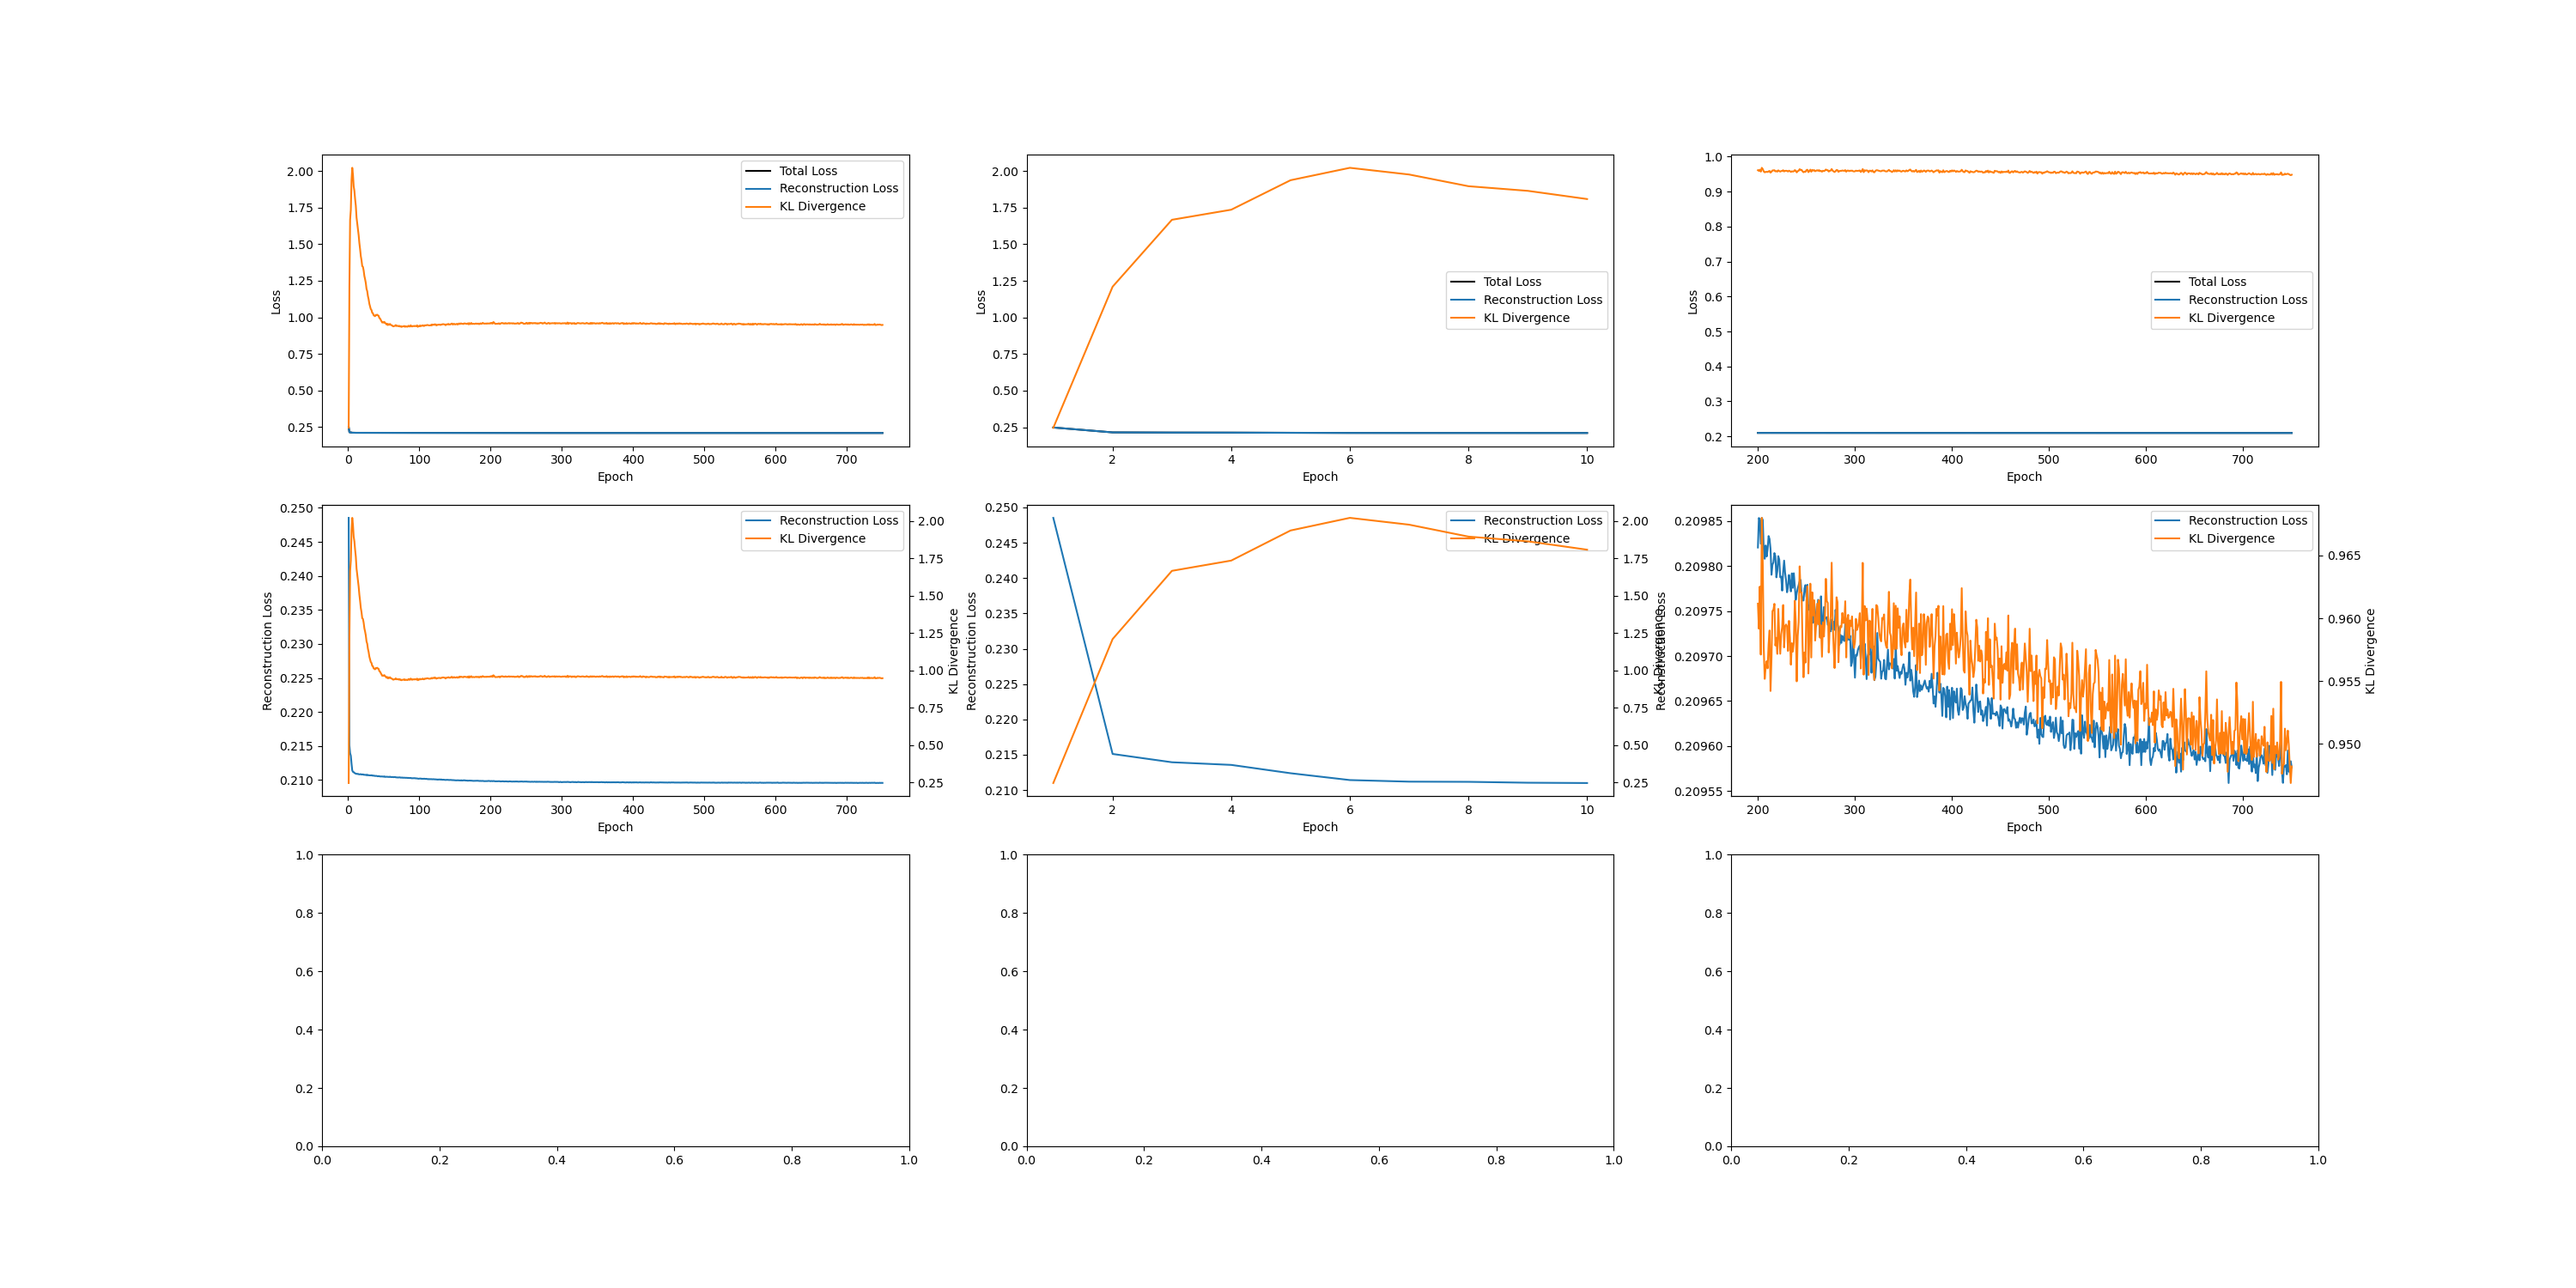 2.00
1.75
1.50
1.25
1.00
0.75
0.50
0.25
Loss
Total Loss
Reconstruction Loss
KL Divergence
0 100 200 300 400 500 600 700
Epoch
2.00
1.75
1.50
1.25
1.00
0.75
0.50
0.25
Loss
Total Loss
Reconstruction Loss
KL Divergence
2 4 6 8 10
Epoch
1.0
0.9
0.8
0.7
0.6
0.5
0.4
0.3
0.2
Loss
Total Loss
Reconstruction Loss
KL Divergence
200 300 400 500 600 700
Epoch
0.250
0.245
0.240
0.235
0.230
0.225
0.220
0.215
0.210
Reconstruction Loss
Reconstruction Loss
KL Divergence
2.00
1.75
1.50
1.25
1.00
0.75
0.50
0.25
KL Divergence
0 100 200 300 400 500 600 700
Epoch
0.250
0.245
0.240
0.235
0.230
0.225
0.220
0.215
0.210
Reconstruction Loss
Reconstruction Loss
KL Divergence
2.00
1.75
1.50
1.25
1.00
0.75
0.50
0.25
KL Divergence
2 4 6 8 10
Epoch
0.20985
0.20980
0.20975
0.20970
0.20965
0.20960
0.20955
Reconstruction Loss
Reconstruction Loss
KL Divergence
0.965
0.960
0.955
0.950
KL Divergence
200 300 400 500 600 700
Epoch
1.0
0.8
0.6
0.4
0.2
0.0
0.0 0.2 0.4 0.6 0.8 1.0
1.0
0.8
0.6
0.4
0.2
0.0
0.0 0.2 0.4 0.6 0.8 1.0
1.0
0.8
0.6
0.4
0.2
0.0
0.0 0.2 0.4 0.6 0.8 1.0